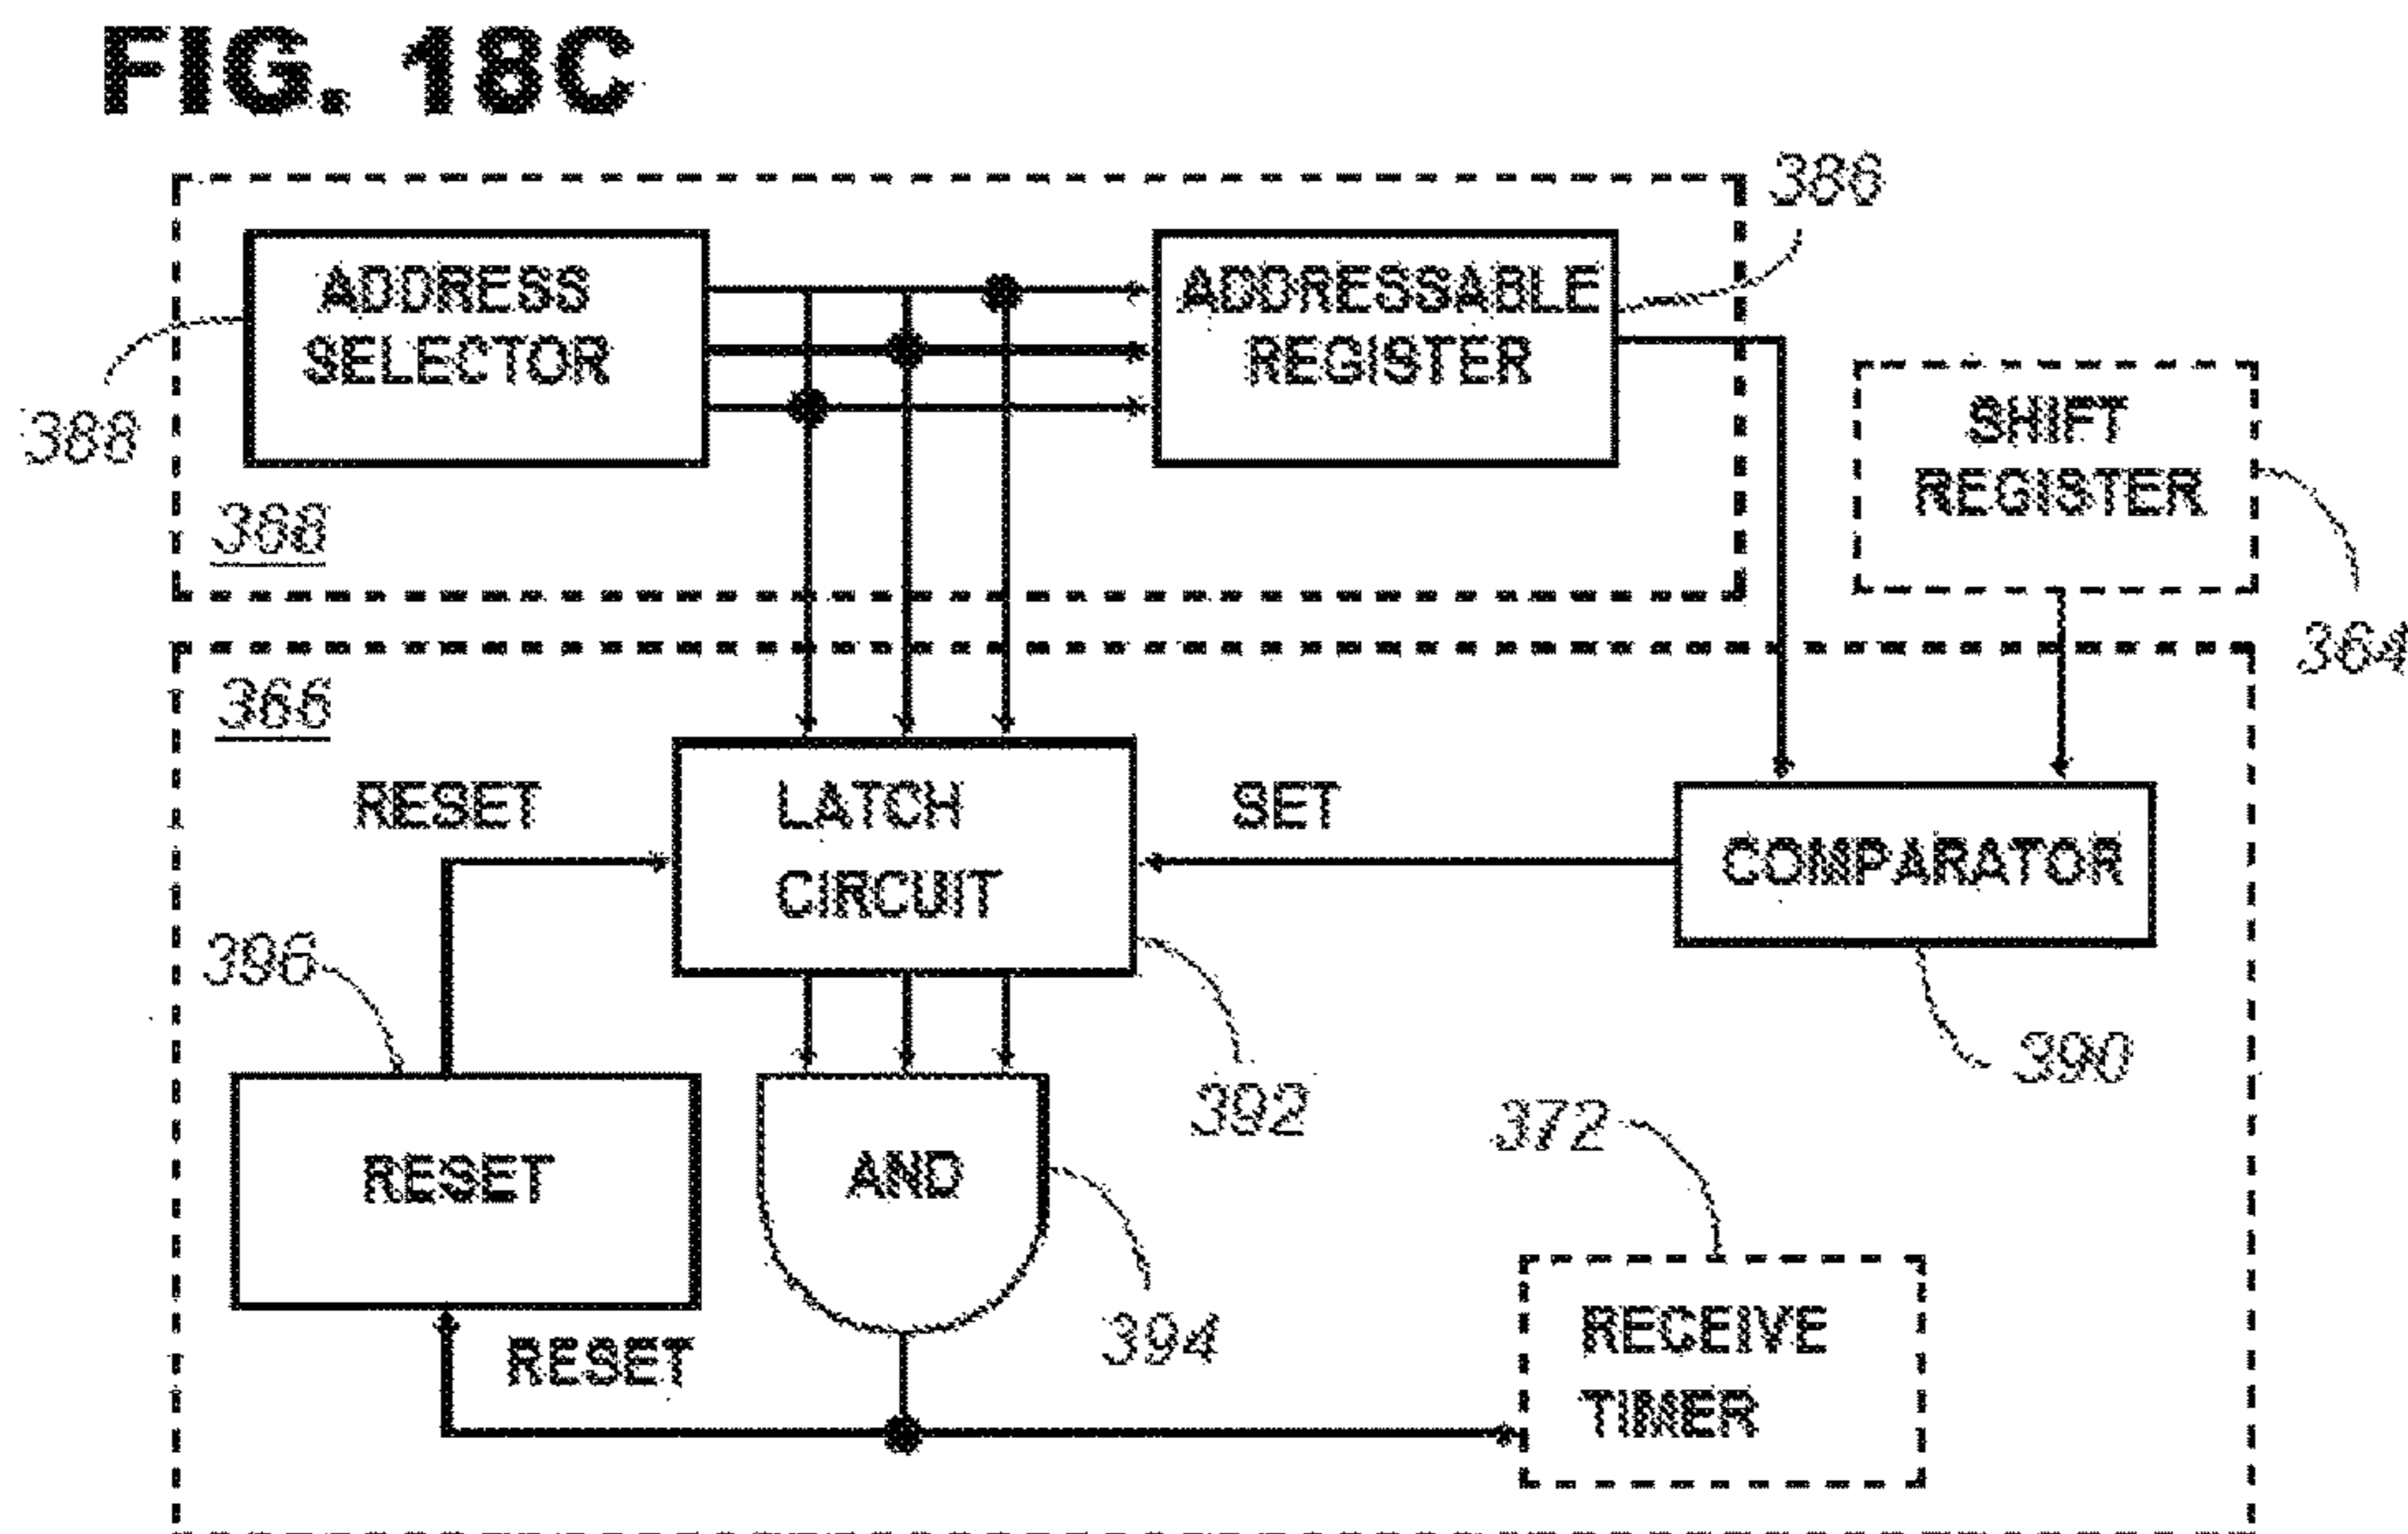 FIG. 18C
386
ADDRESS
SELECTOR
ADDRESSABLE
REGISTER
388
SHIFT
REGISTER
368
364
366
RESET
LATCH
CIRCUIT
SET
COMPARATOR
396
390
392
372
RESET
AND
394
RECEIVE
TIMER
RESET